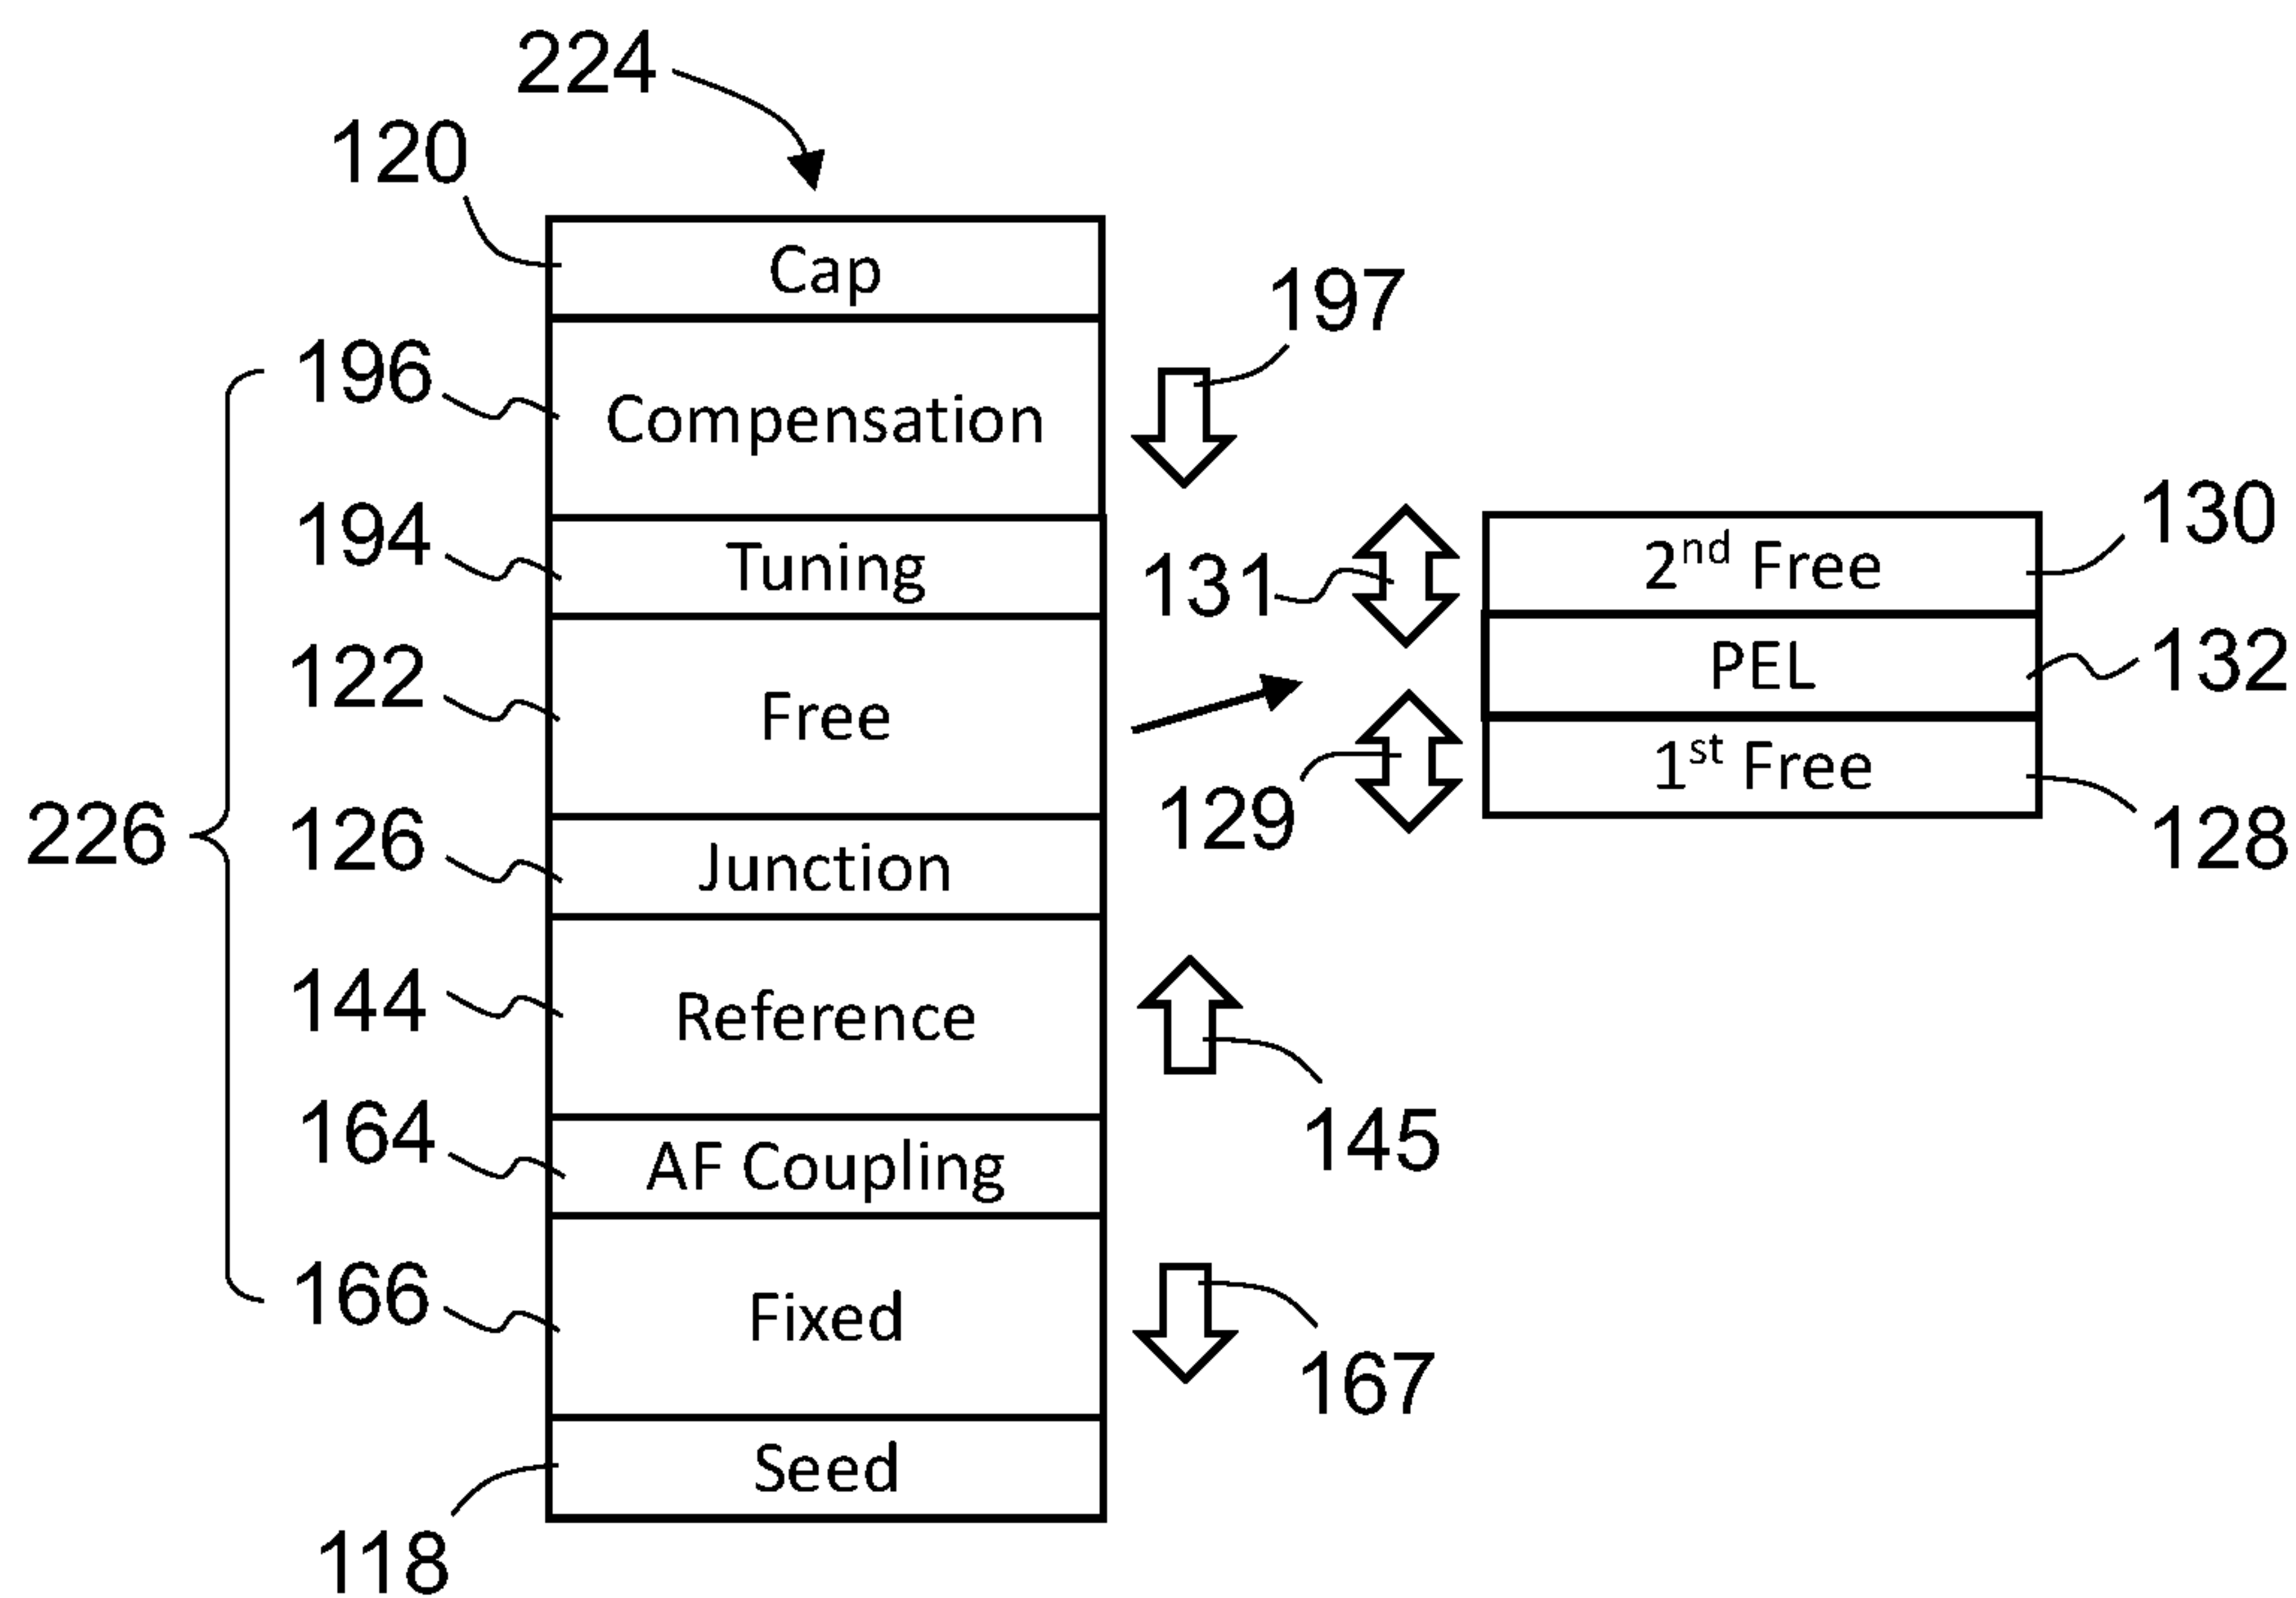 224
120
Cap
197
196
Compensation
194
Tuning
131
2nd Free
130
122
Free
PEL
132
226
126
Junction
129
1st Free
128
144
Reference
145
164
AF Coupling
166
Fixed
167
Seed
118